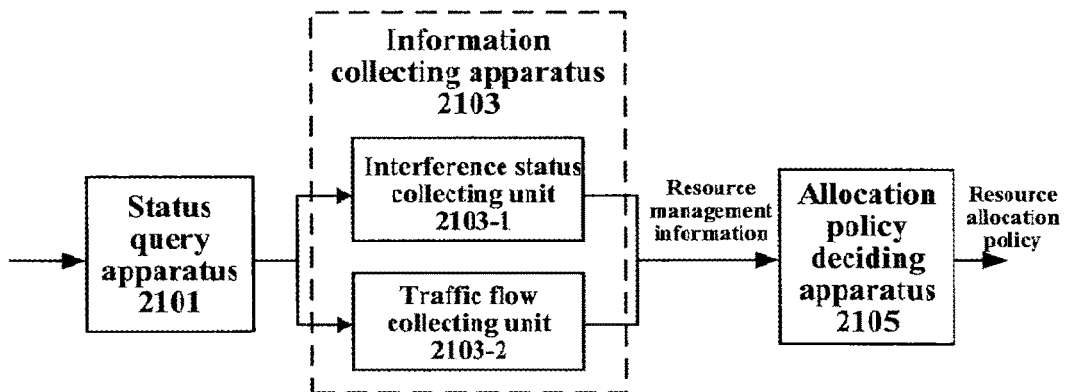 Information
collecting apparatus
2103
Status
query
apparatus
2101
Interference status
collecting unit
2103-1
Traffic flow
collecting unit
2103-2
Resource
management
information
Allocation
policy
deciding
apparatus
2105
Resource
allocation
policy